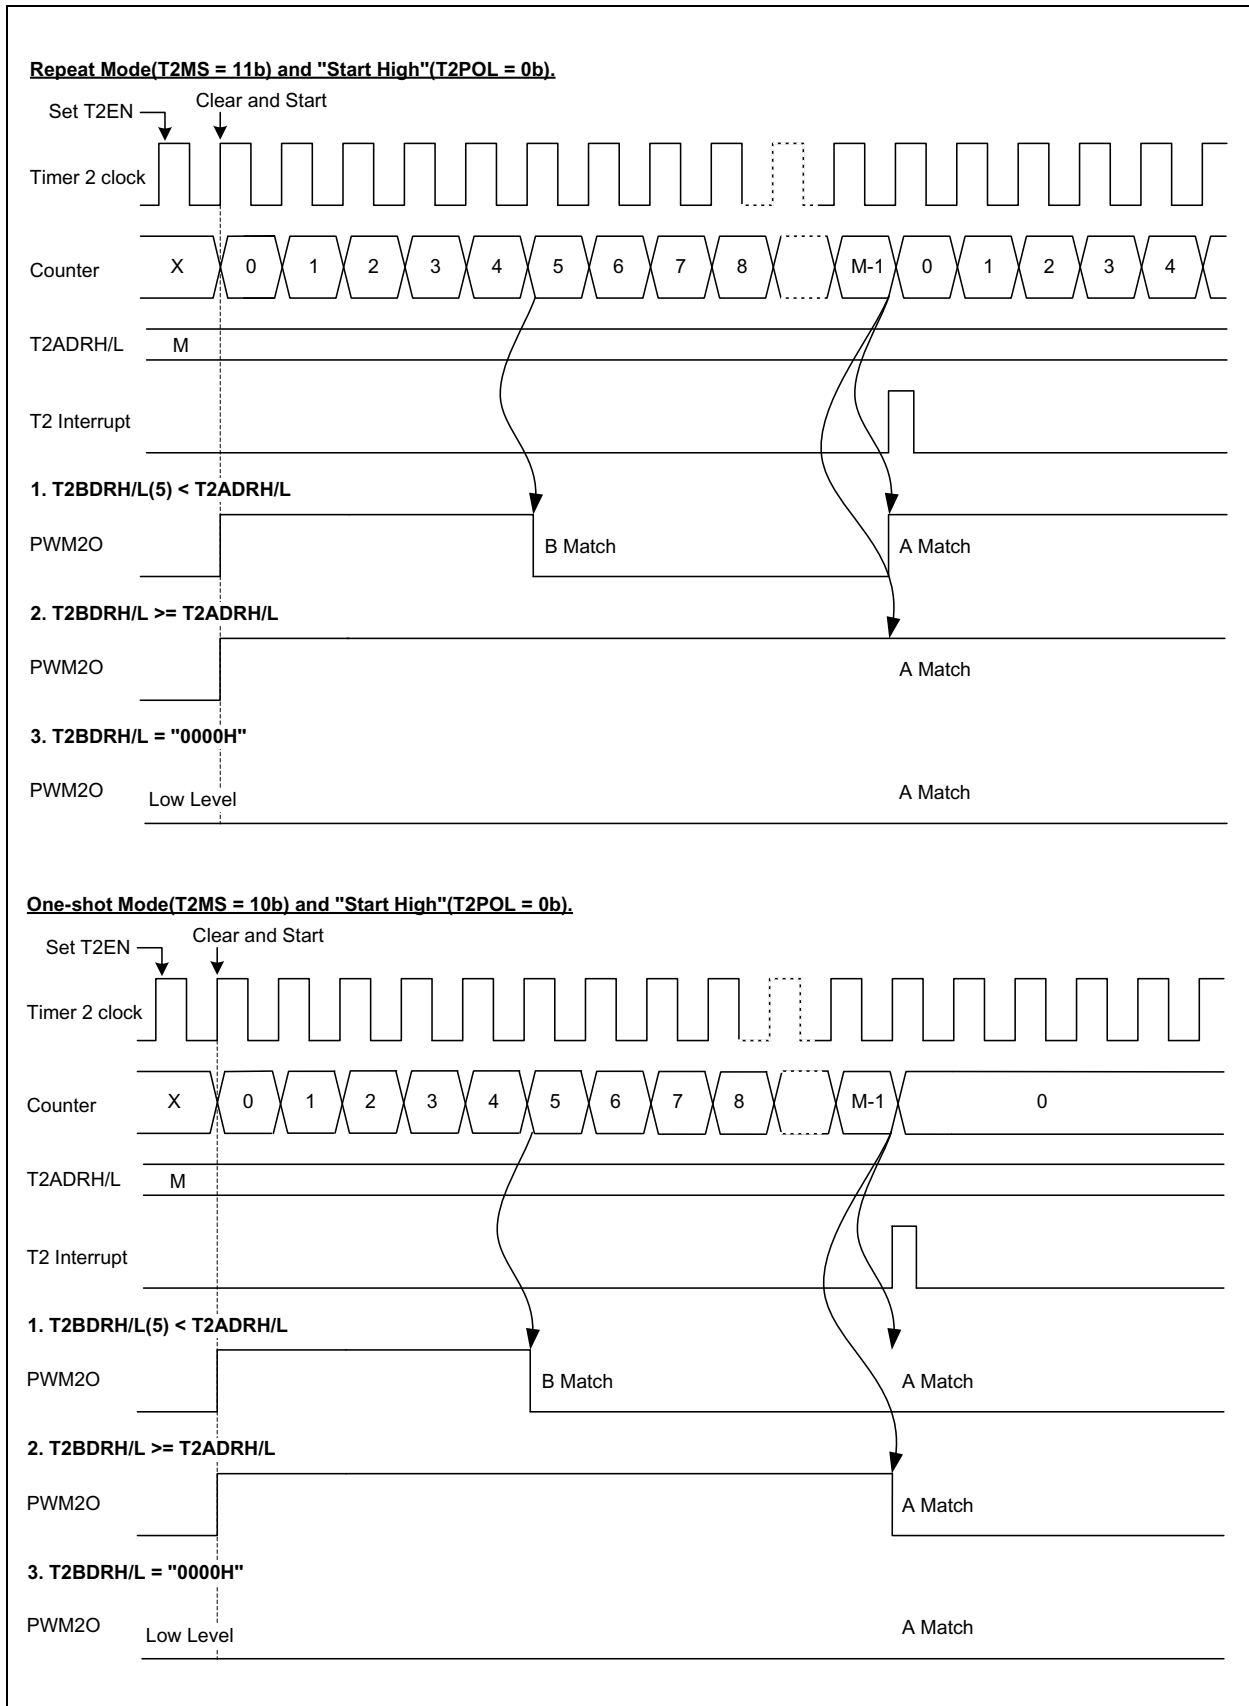 Repeat Mode(T2MS = 11b) and "Start High"(T2POL = 0b).
Set T2EN
Clear and Start
Timer 2 clock
Counter X 0 1 2 3 4 5 6 7 8 M-1 0 1 2 3 4
T2ADRH/L M
T2 Interrupt
1. T2BDRH/L(5) < T2ADRH/L
PWM2O B Match A Match
2. T2BDRH/L >= T2ADRH/L
PWM2O A Match
3. T2BDRH/L = "0000H"
PWM2O Low Level A Match
One-shot Mode(T2MS = 10b) and "Start High"(T2POL = 0b).
Set T2EN
Clear and Start
Timer 2 clock
Counter X 0 1 2 3 4 5 6 7 8 M-1 0
T2ADRH/L M
T2 Interrupt
1. T2BDRH/L(5) < T2ADRH/L
PWM2O B Match A Match
2. T2BDRH/L >= T2ADRH/L
PWM2O A Match
3. T2BDRH/L = "0000H"
PWM2O Low Level A Match